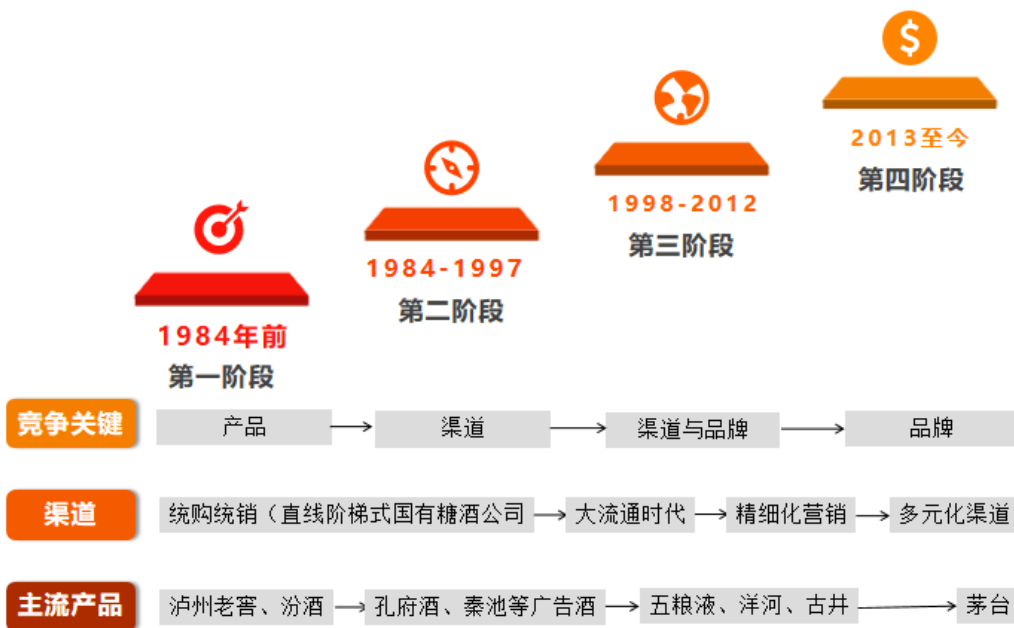 2013至今
第四阶段
1998-2012
第三阶段
1984-1997
第二阶段
1984年前
第一阶段
竞争关键 产品 渠道 渠道与品牌 品牌
渠道 统购统销（直线阶梯式国有糖酒公司 大流通时代 精细化营销 多元化渠道
主流产品 泸州老窖、汾酒 孔府酒、秦池等广告酒 五粮液、洋河、古井 茅台